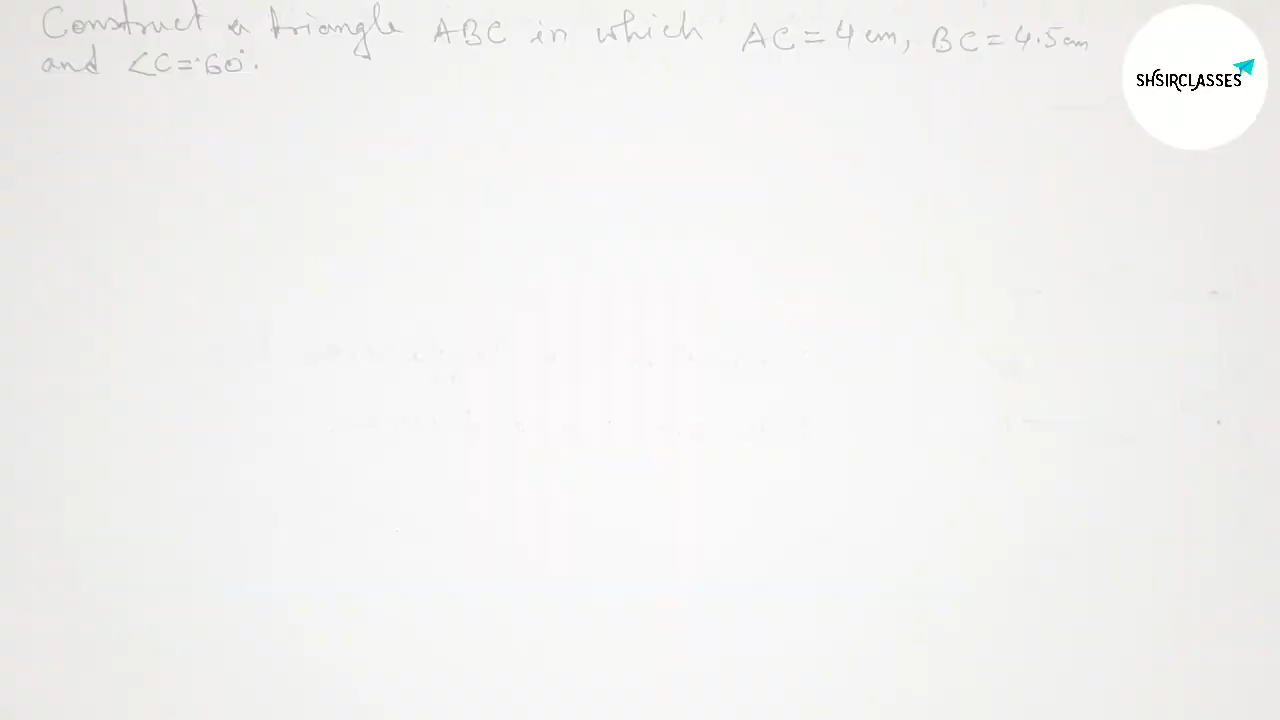 Construct a triangle ABC in which AC = 4 cm, BC = 4.5 cm
and ∠C = 60°.
SHSIRCLASSES